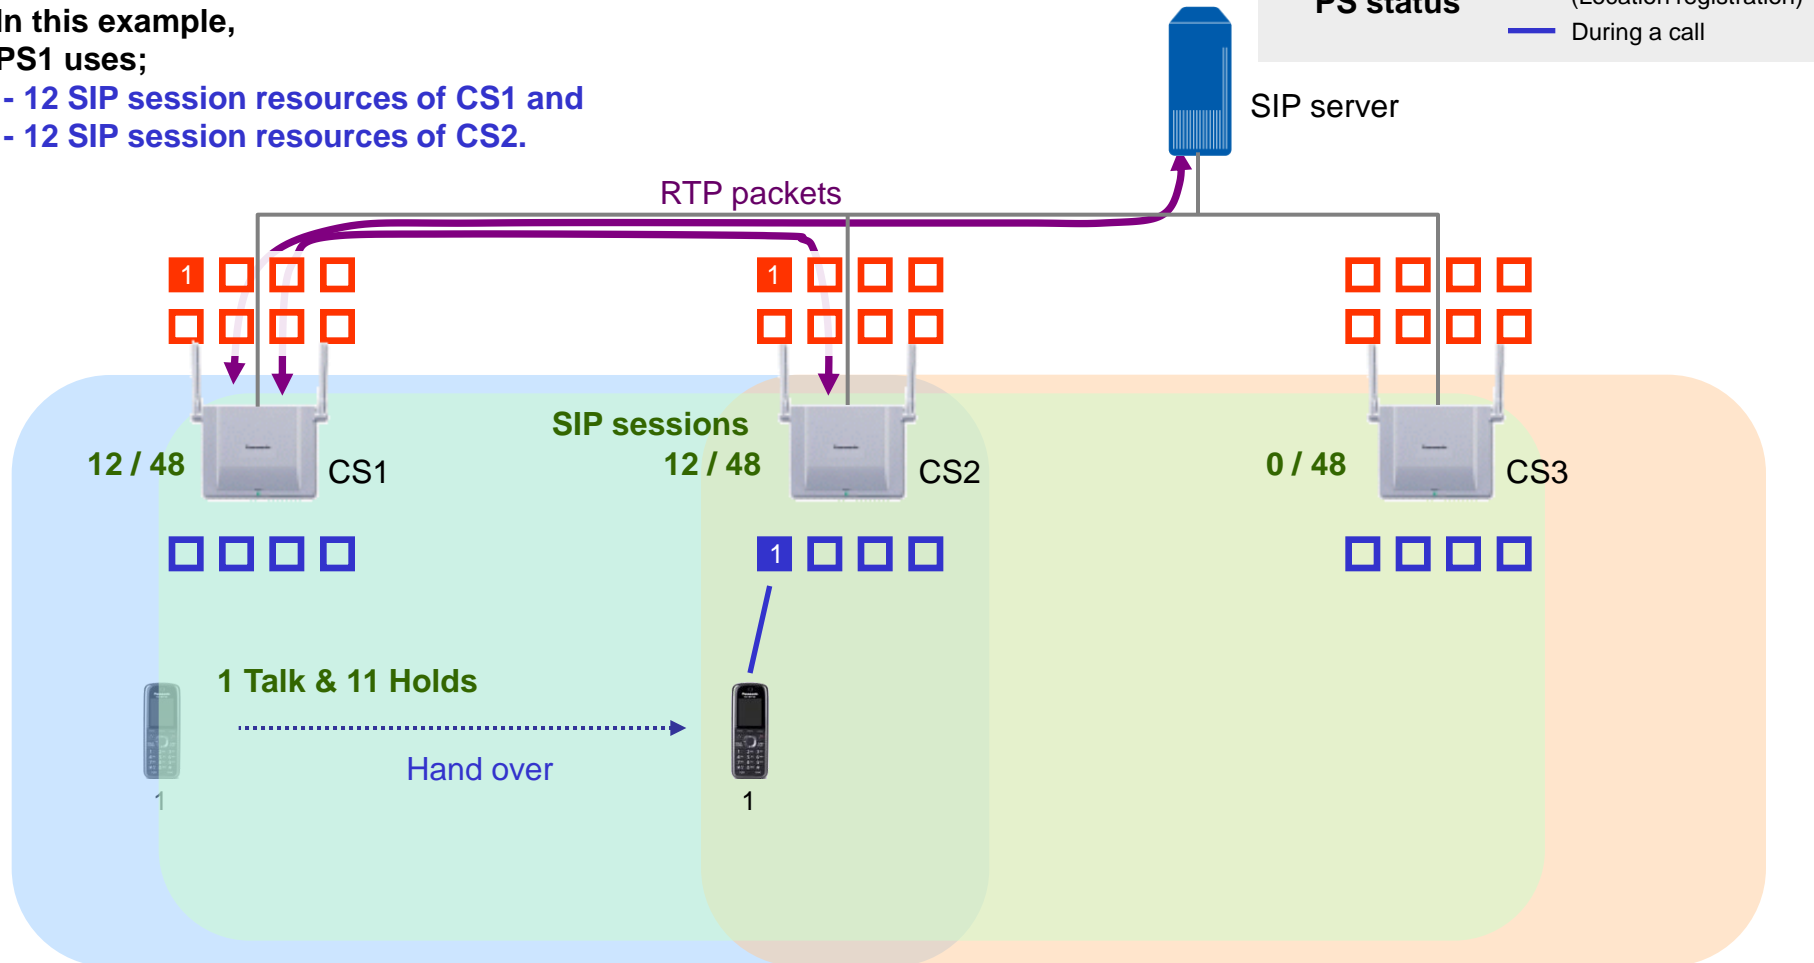 In this example,
PS1 uses;
- 12 SIP session resources of CS1 and
- 12 SIP session resources of CS2.
PS status
(Location registration)
During a call
SIP server
RTP packets
1
1
SIP sessions
12 / 48
CS1
12 / 48
CS2
0 / 48
CS3
1
1 Talk & 11 Holds
Hand over
1
1